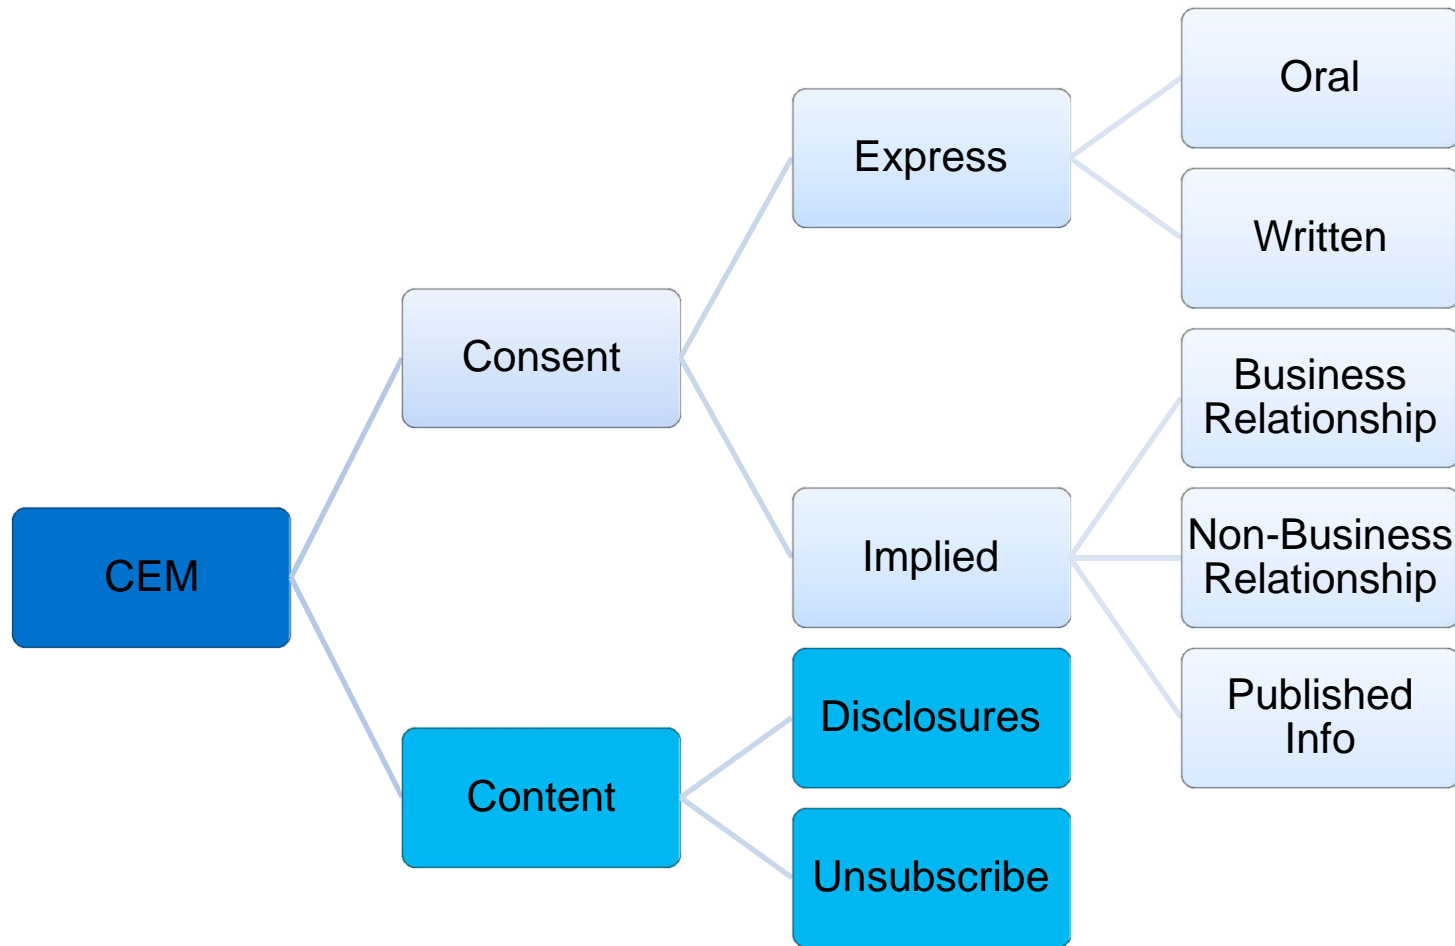 Oral
Express
Written
Consent
Business
Relationship
CEM
Implied
Non-Business
Relationship
Disclosures
Published
Info
Content
Unsubscribe